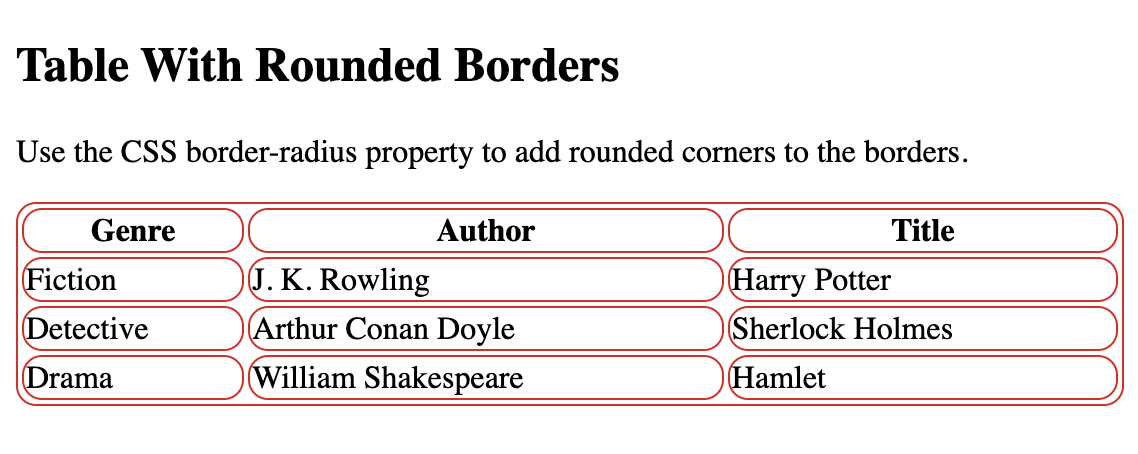 Table With Rounded Borders
Use the CSS border-radius property to add rounded corners to the borders.
Genre Author Title
Fiction J. K. Rowling Harry Potter
Detective Arthur Conan Doyle Sherlock Holmes
Drama William Shakespeare Hamlet